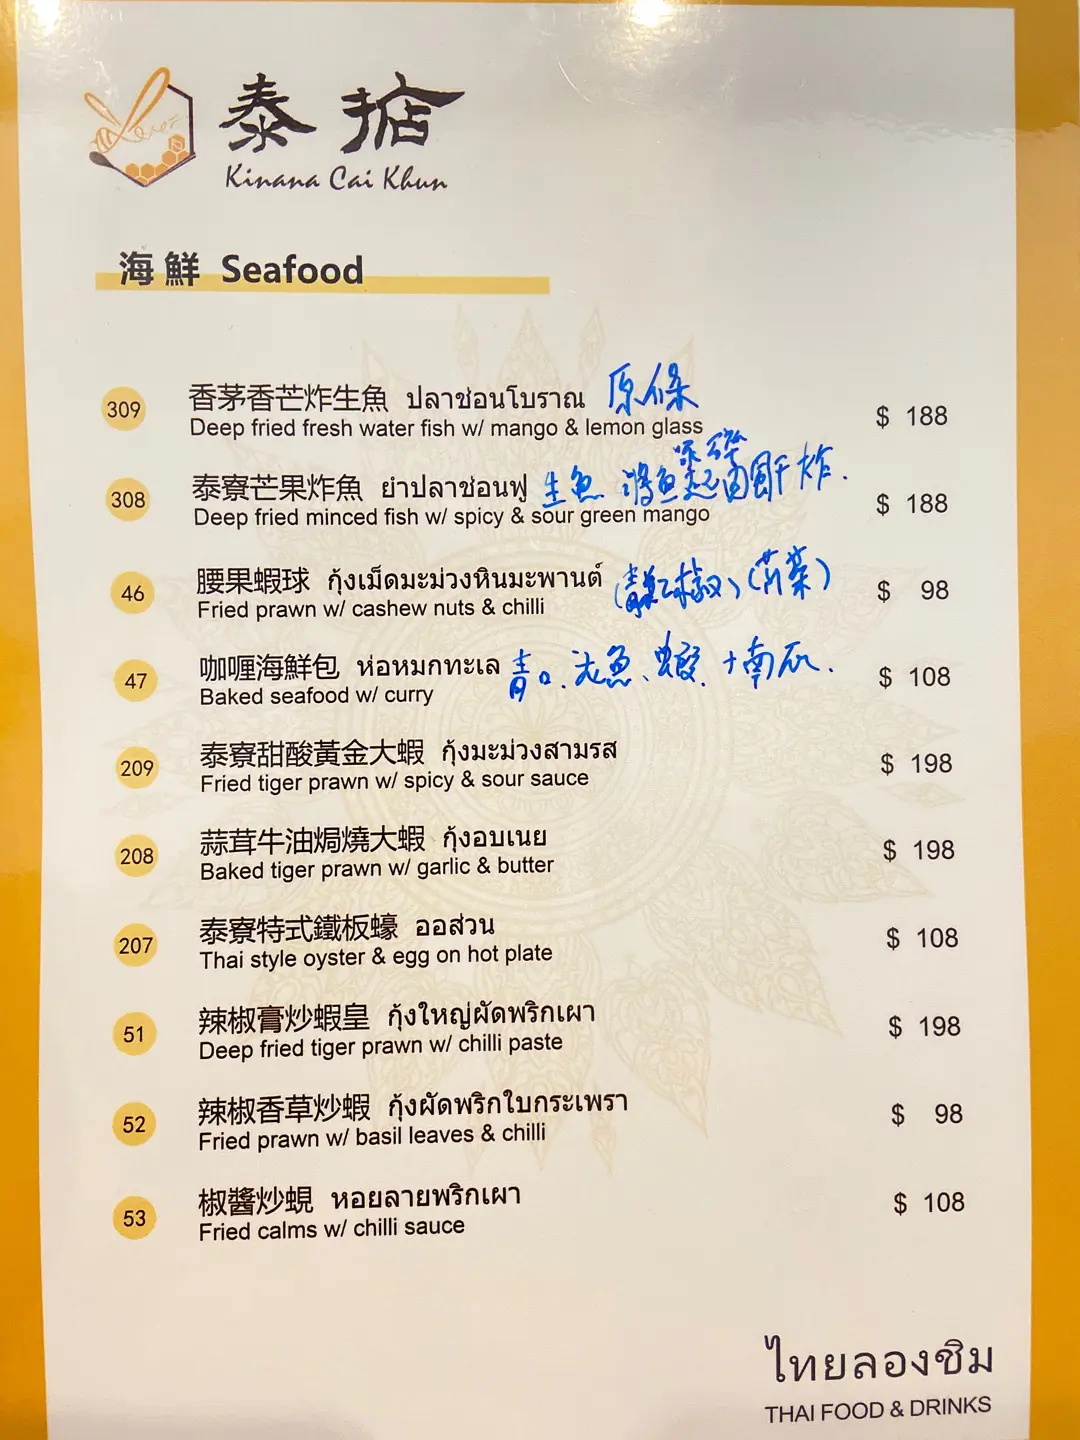 泰掂
Kinana Cai Khun
海鮮 Seafood
309 香茅香芒炸生魚 ปลาช่อนโบราณ 原條 $ 188
Deep fried fresh water fish w/ mango & lemon glass
308 泰寮芒果炸魚 ยำปลาช่อนฟู 生魚 $ 188
Deep fried minced fish w/ spicy & sour green mango
46 腰果蝦球 กุ้งเม็ดมะม่วงหินมะพานต์ $ 98
Fried prawn w/ cashew nuts & chilli
47 咖喱海鮮包 ห่อหมกทะเล 青口. 魚、蝦. $ 108
Baked seafood w/ curry
209 泰寮甜酸黃金大蝦 กุ้งมะม่วงสามรส $ 198
Fried tiger prawn w/ spicy & sour sauce
208 蒜茸牛油焗燒大蝦 กุ้งอบเนย $ 198
Baked tiger prawn w/ garlic & butter
207 泰寮特式鐵板蠔 ออส่วน $ 108
Thai style oyster & egg on hot plate
51 辣椒膏炒蝦皇 กุ้งใหญ่ผัดพริกเผา $ 198
Deep fried tiger prawn w/ chilli paste
52 辣椒香草炒蝦 กุ้งผัดพริกใบกระเพรา $ 98
Fried prawn w/ basil leaves & chilli
53 椒醬炒蜆 หอยลายพริกเผา $ 108
Fried calms w/ chilli sauce
ไทยลองชิม
THAI FOOD & DRINKS